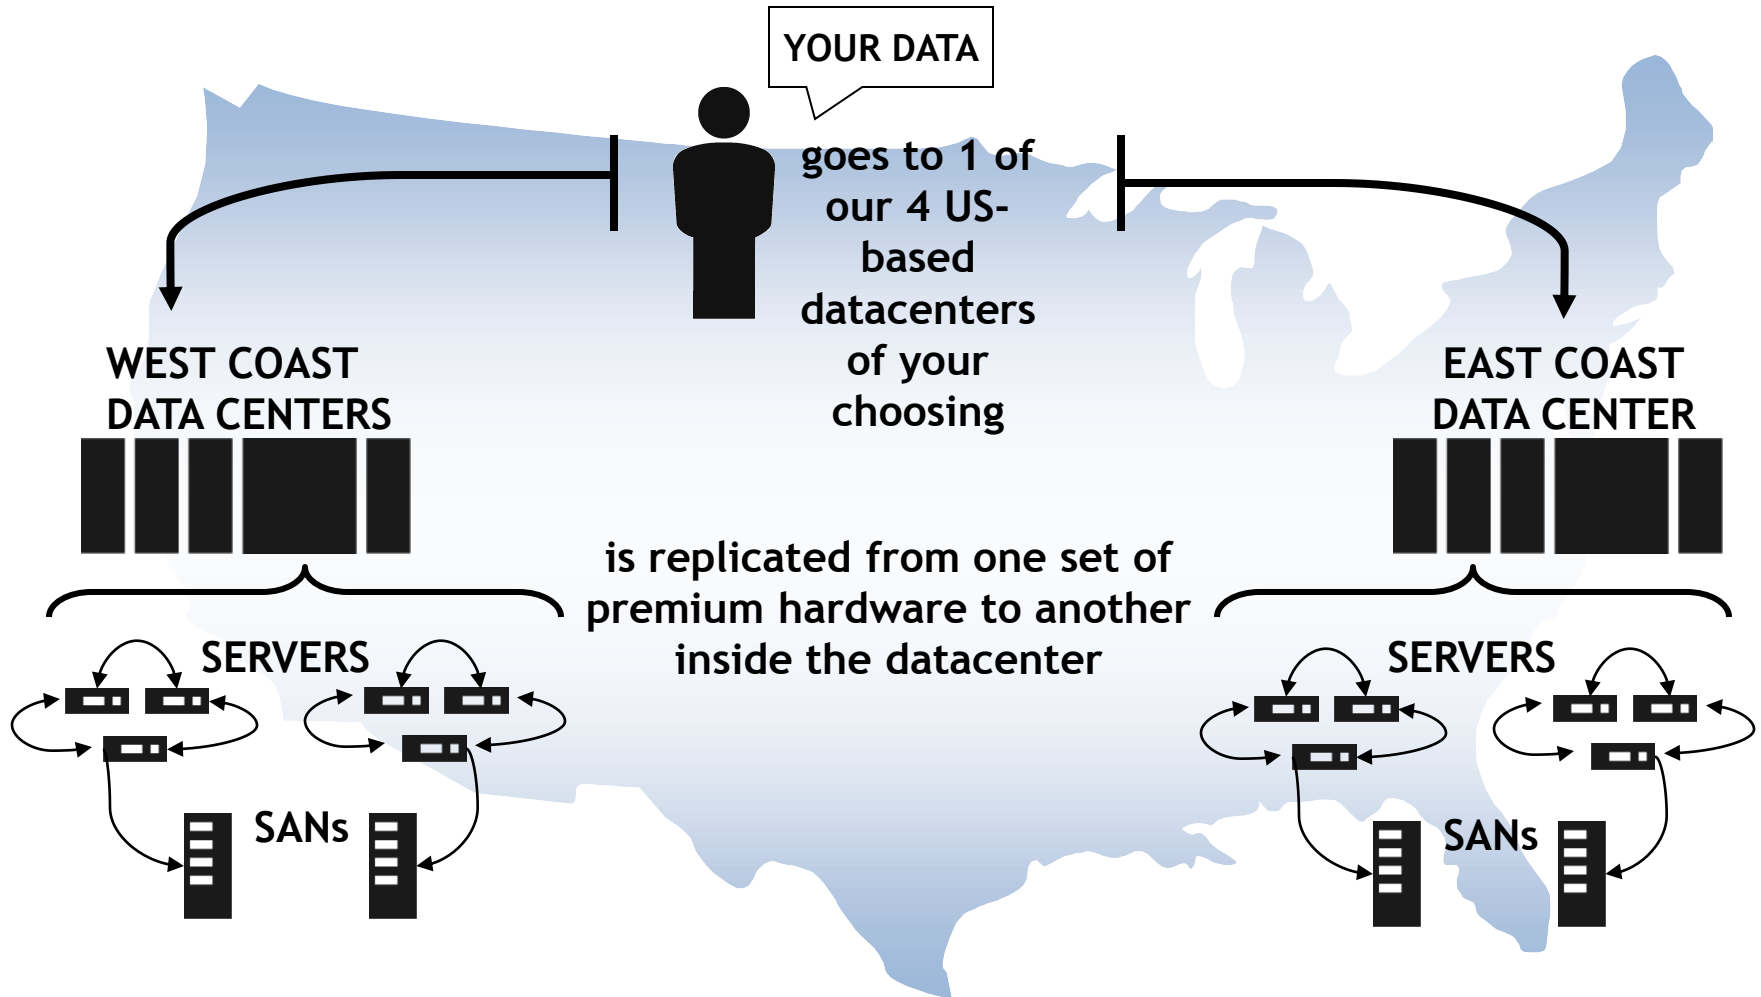 YOUR DATA
goes to 1 of
our 4 US-
based
datacenters
of your
choosing
WEST COAST
DATA CENTERS
EAST COAST
DATA CENTER
is replicated from one set of
premium hardware to another
inside the datacenter
SERVERS
SERVERS
SANs
SANs